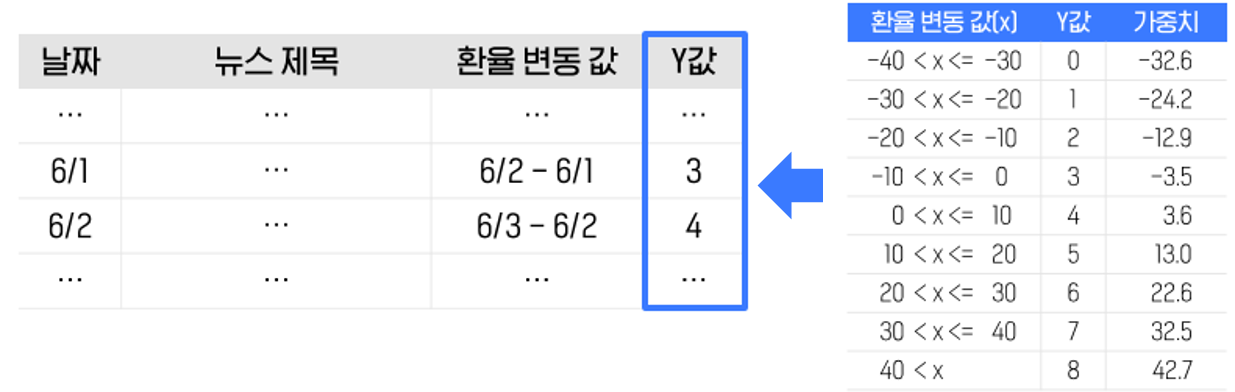 날짜 뉴스 제목 환율 변동 값 Y값
... ... ... ...
6/1 ... 6/2 - 6/1 3
6/2 ... 6/3 - 6/2 4
... ... ... ...
환율 변동 값(x) Y값 가중치
-40 < x <= -30 0 -32.6
-30 < x <= -20 1 -24.2
-20 < x <= -10 2 -12.9
-10 < x <= 0 3 -3.5
0 < x <= 10 4 3.6
10 < x <= 20 5 13.0
20 < x <= 30 6 22.6
30 < x <= 40 7 32.5
40 < x 8 42.7